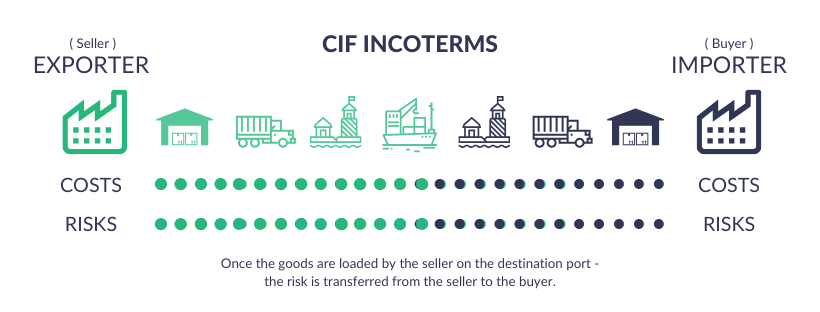 ( Seller )
EXPORTER
CIF INCOTERMS
( Buyer )
IMPORTER
COSTS
COSTS
RISKS
RISKS
Once the goods are loaded by the seller on the destination port -
the risk is transferred from the seller to the buyer.